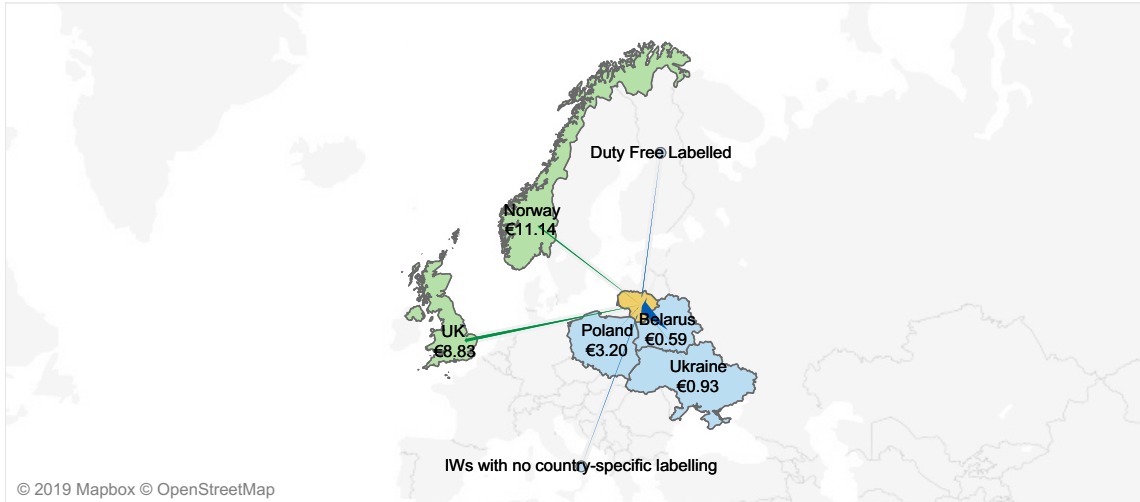 Duty Free Labelled
Norway
€11.14
UK
€8.83
Poland
€3.20
Belarus
€0.59
Ukraine
€0.93
IWs with no country-specific labelling
© 2019 Mapbox © OpenStreetMap